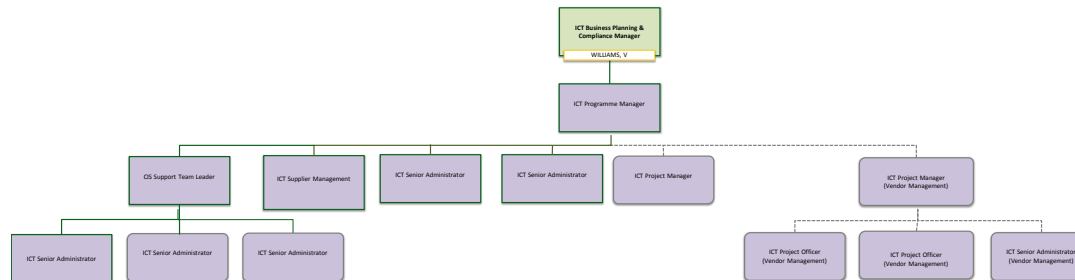 ICT Business Planning &
Compliance Manager
WILLIAMS, V
ICT Programme Manager
CIS Support Team Leader
ICT Supplier Management
ICT Senior Administrator
ICT Senior Administrator
ICT Project Manager
ICT Project Manager
(Vendor Management)
ICT Senior Administrator
ICT Senior Administrator
ICT Senior Administrator
ICT Project Officer
(Vendor Management)
ICT Project Officer
(Vendor Management)
ICT Senior Administrator
(Vendor Management)